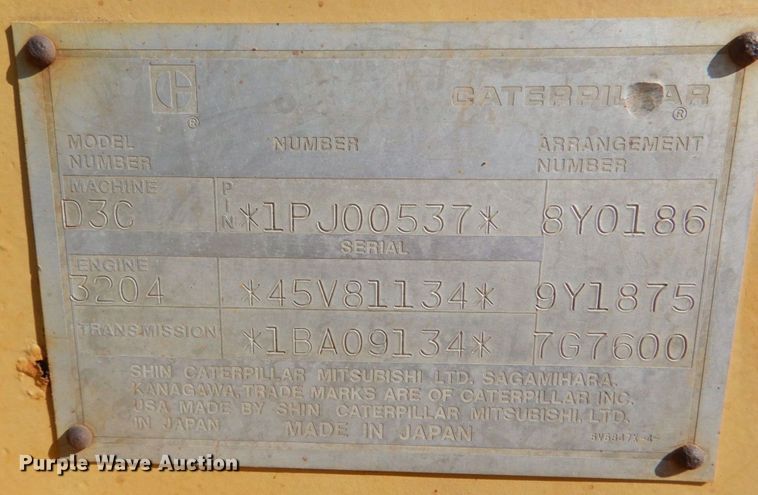 C ®
CATERPILLAR ®
MODEL NUMBER NUMBER ARRANGEMENT NUMBER
MACHINE
D3C PIN *1PJ00537* 8Y0186
SERIAL
ENGINE
3204 *45V81134* 9Y1875
TRANSMISSION *1BA09134* 7G7600
SHIN CATERPILLAR MITSUBISHI LTD. SAGAMIHARA.
KANAGAWA. TRADE MARKS ARE OF CATERPILLAR INC.
USA MADE BY SHIN CATERPILLAR MITSUBISHI, LTD.
IN JAPAN MADE IN JAPAN
Purple Wave Auction